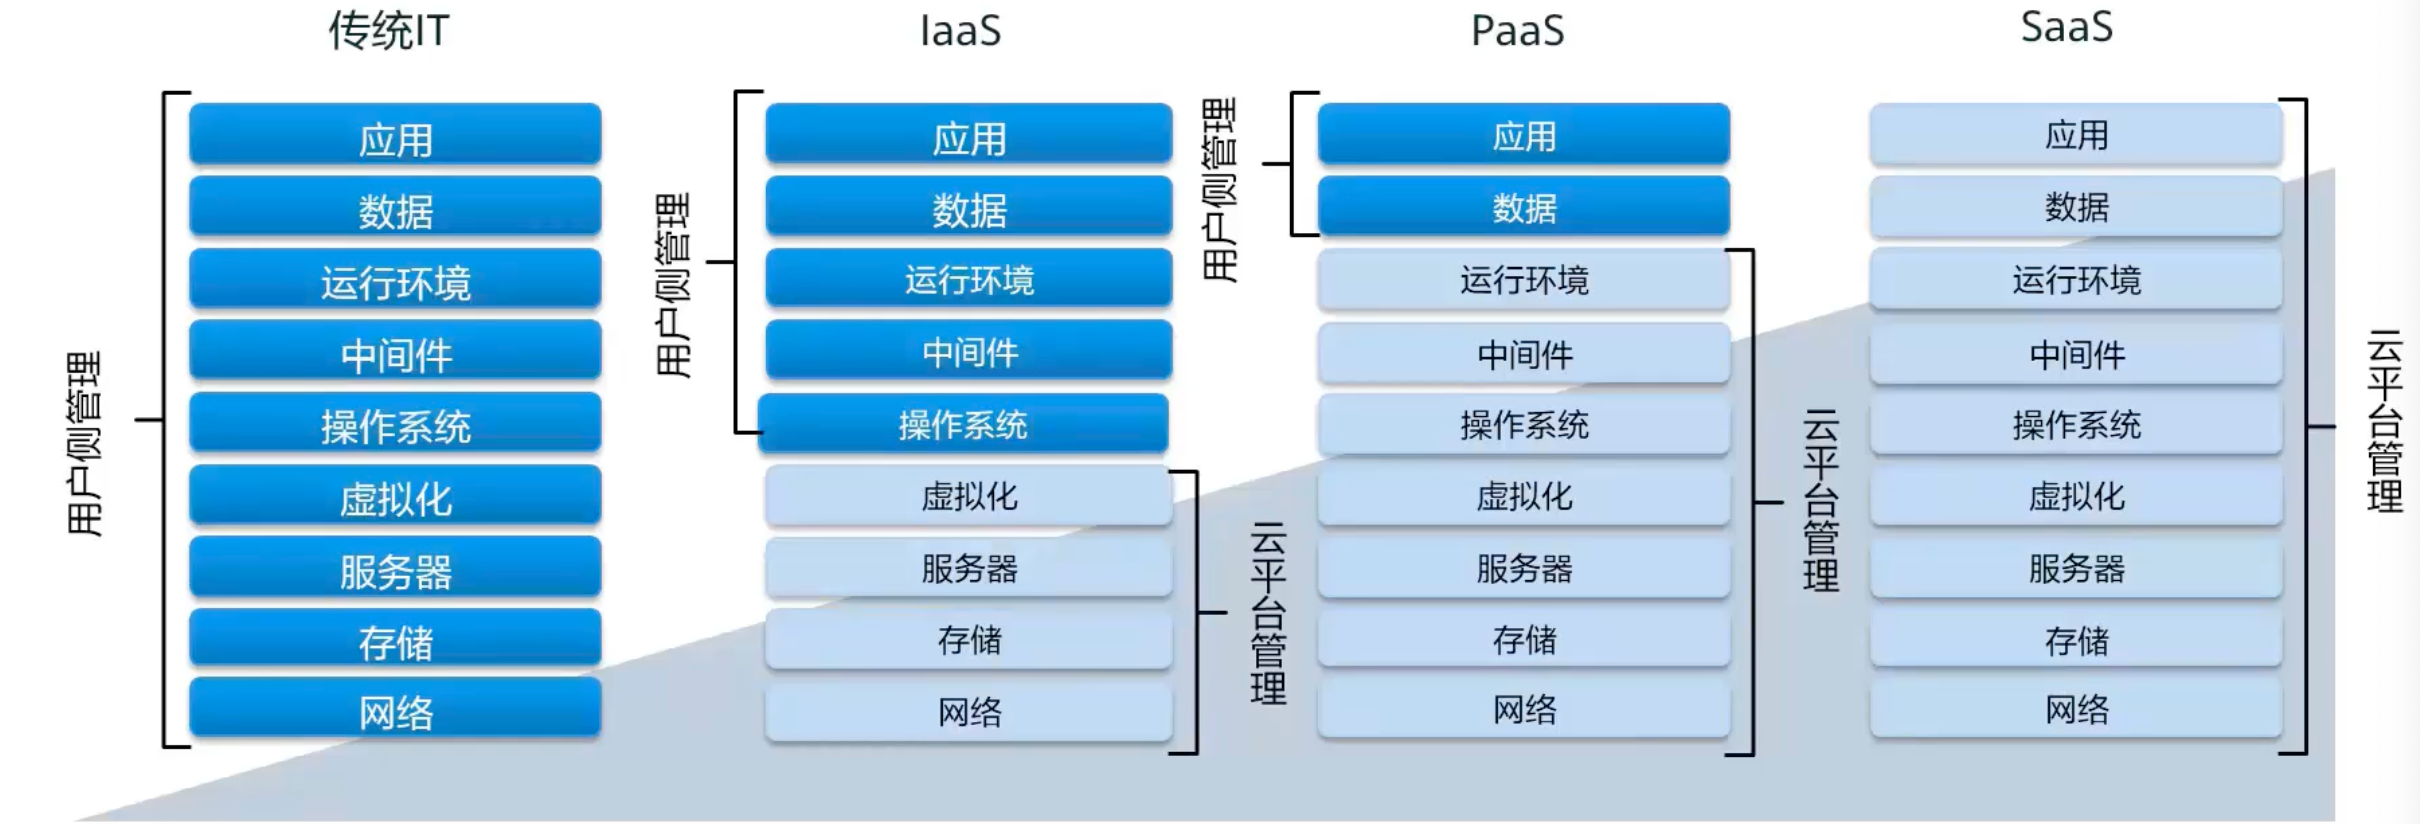 传统IT
用户侧管理
应用
数据
运行环境
中间件
操作系统
虚拟化
服务器
存储
网络
IaaS
用户侧管理
应用
数据
运行环境
中间件
操作系统
虚拟化
服务器
存储
网络
云平台管理
PaaS
用户侧管理
应用
数据
运行环境
中间件
操作系统
虚拟化
服务器
存储
网络
云平台管理
SaaS
应用
数据
运行环境
中间件
操作系统
虚拟化
服务器
存储
网络
云平台管理